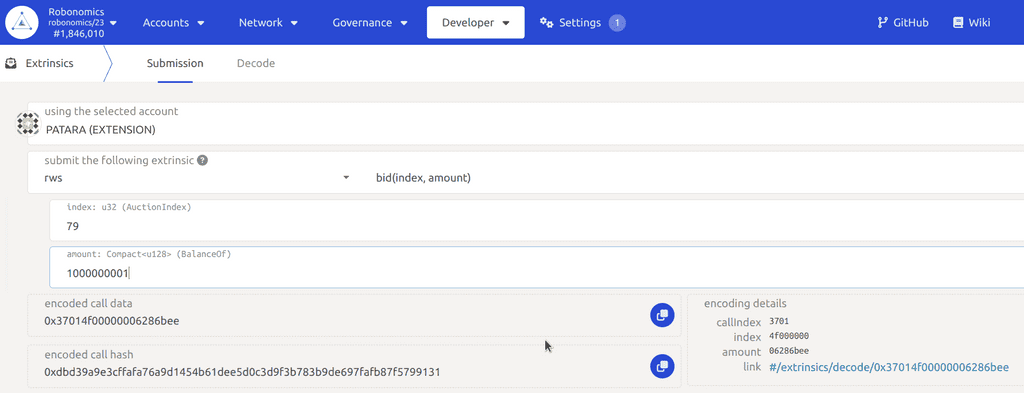 Robonomics
robonomics/23
#1,846,010
Accounts
Network
Governance
Developer
Settings
1
GitHub
Wiki
Extrinsics
Submission
Decode
using the selected account
PATARA (EXTENSION)
submit the following extrinsic ?
rws
bid(index, amount)
index: u32 (AuctionIndex)
79
amount: Compact<u128> (BalanceOf)
1000000001
encoded call data
0x37014f00000006286bee
encoded call hash
0xdbd39a9e3cffafa76a9d1454b61dee5d0c3d9f3b783b9de697fafb87f5799131
encoding details
callIndex 3701
index 4f000000
amount 06286bee
link #/extrinsics/decode/0x37014f00000006286bee